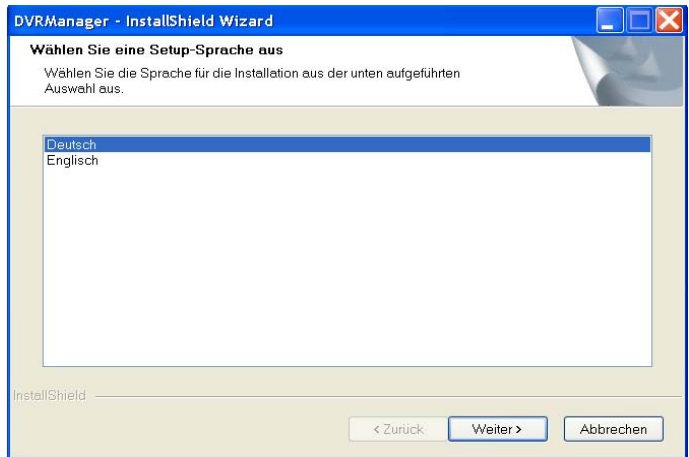 DVRManager - InstallShield Wizard
Wählen Sie eine Setup-Sprache aus
Wählen Sie die Sprache für die Installation aus der unten aufgeführten
Auswahl aus.
Deutsch
Englisch
InstallShield
< Zurück
Weiter >
Abbrechen